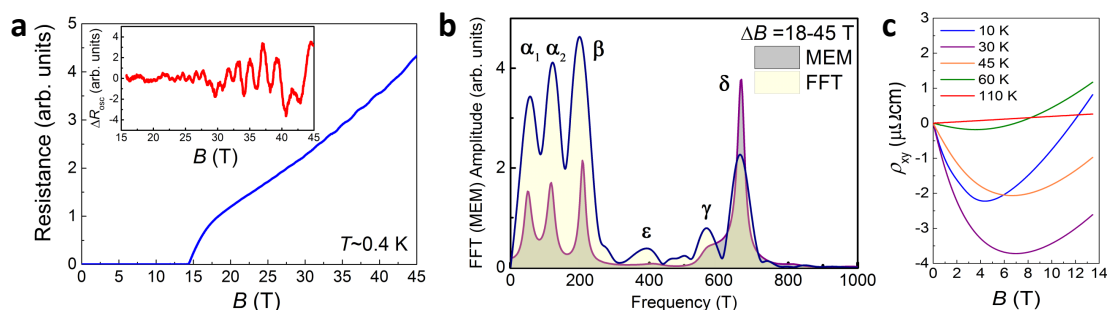 a
Resistance (arb. units)
5
4
3
2
1
0
0 5 10 15 20 25 30 35 40 45
B (T)
T~0.4 K
ΔRosc (arb. units)
4
2
0
-2
-4
15 20 25 30 35 40 45
B (T)
b
FFT (MEM) Amplitude (arb. units)
4
2
0
0 200 400 600 800 1000
Frequency (T)
α1 α2 β
ε
γ
δ
ΔB =18-45 T
MEM
FFT
c
10 K
30 K
45 K
60 K
110 K
ρxy (μΩcm)
1
0
-1
-2
-3
-4
0 2 4 6 8 10 12 14
B (T)